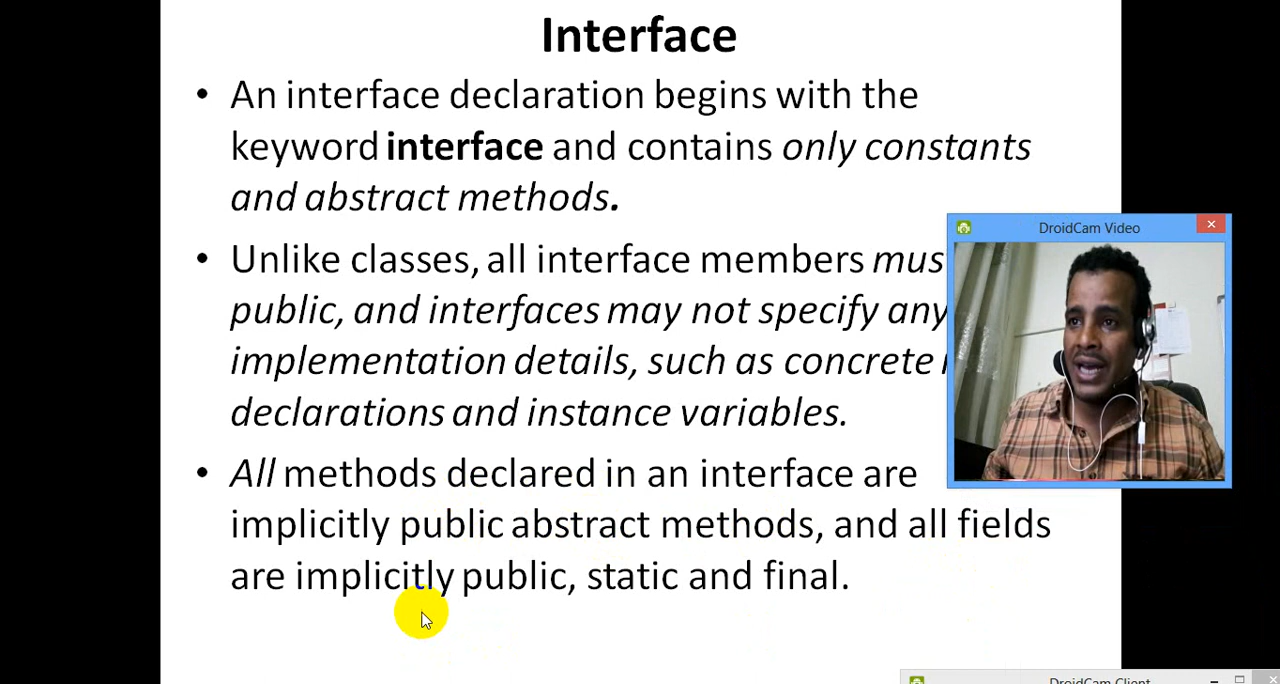 Interface
• An interface declaration begins with the
keyword interface and contains only constants
and abstract methods.
• Unlike classes, all interface members
public, and interfaces may not specify any
implementation details, such as concrete
declarations and instance variables.
• All methods declared in an interface are
implicitly public abstract methods, and all fields
are implicitly public, static and final.
DroidCam Video
DroidCam Client